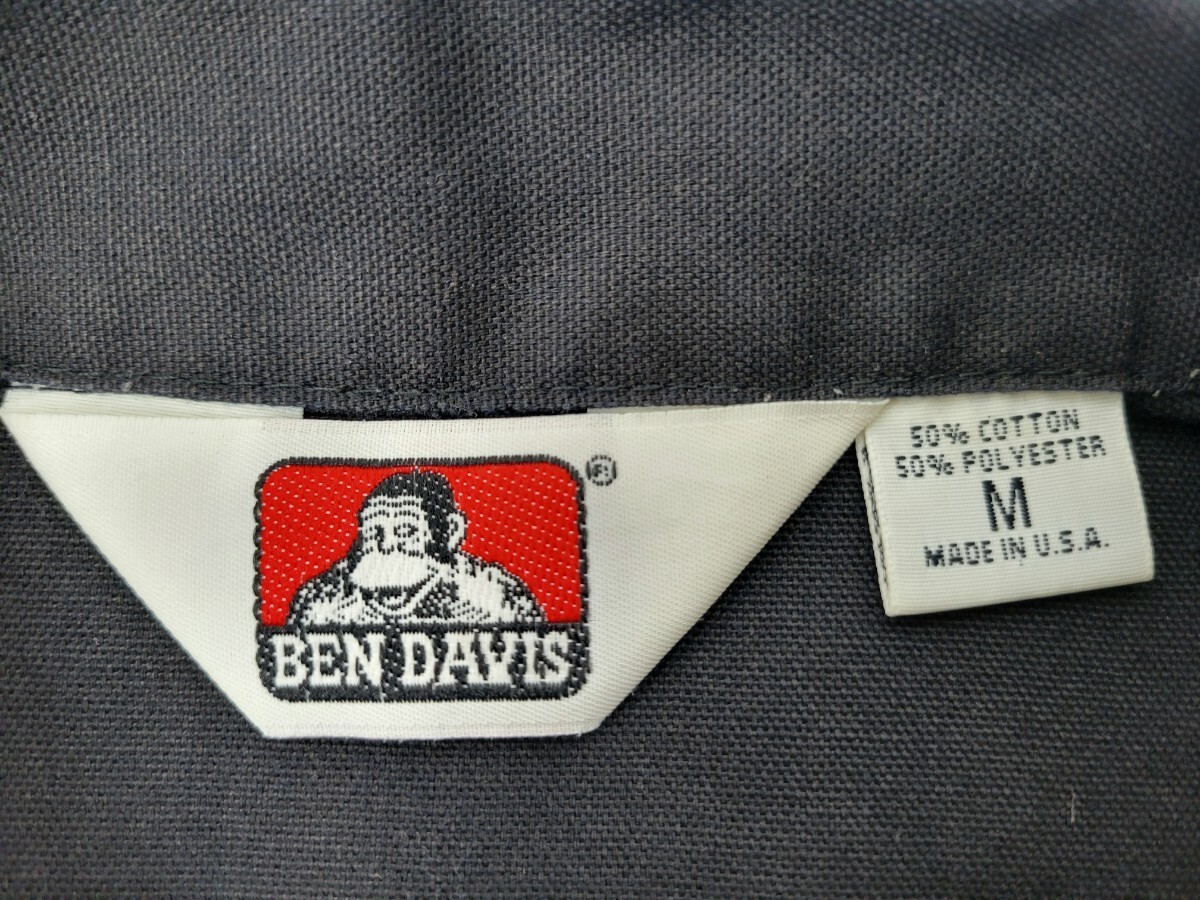 ®
BEN DAVIS
50% COTTON
50% POLYESTER
M
MADE IN U.S.A.